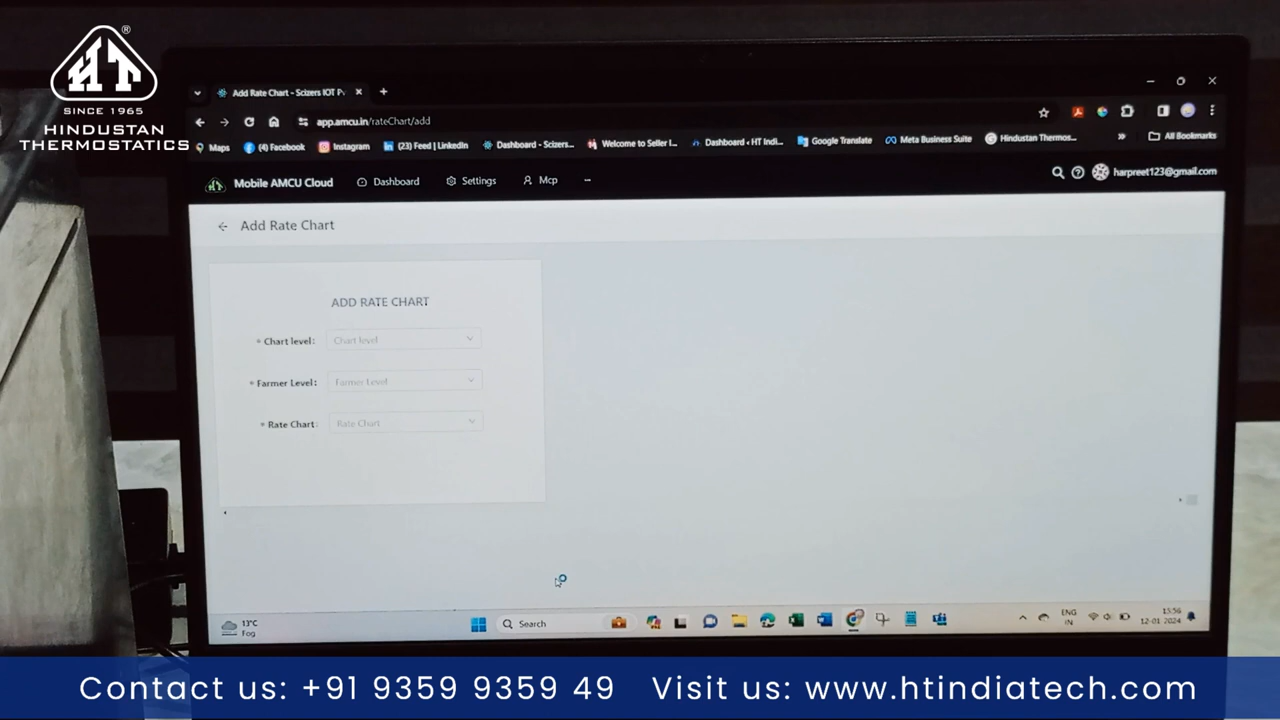 HT®
SINCE 1965
HINDUSTAN
THERMOSTATICS
Add Rate Chart - Scizers IOT Pv
app.amcu.in/rateChart/add
Maps (4) Facebook Instagram (23) Feed | LinkedIn Dashboard - Scizers... Welcome to Seller I... Dashboard ‹ HT Indi... Google Translate Meta Business Suite Hindustan Thermos... » All Bookmarks
Mobile AMCU Cloud Dashboard Settings Mcp ... harpreet123@gmail.com
Add Rate Chart
ADD RATE CHART
* Chart level: Chart level
* Farmer Level: Farmer Level
* Rate Chart: Rate Chart
13°C
Fog
Search
ENG
IN
15:56
12-01-2024
Contact us: +91 9359 9359 49 Visit us: www.htindiatech.com